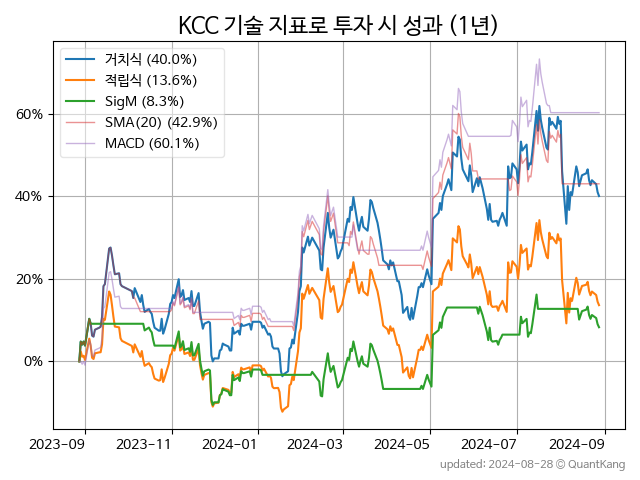 KCC 기술 지표로 투자 시 성과 (1년)
거치식 (40.0%)
적립식 (13.6%)
SigM (8.3%)
SMA(20) (42.9%)
MACD (60.1%)
60%
40%
20%
0%
2023-09 2023-11 2024-01 2024-03 2024-05 2024-07 2024-09
updated: 2024-08-28 © QuantKang